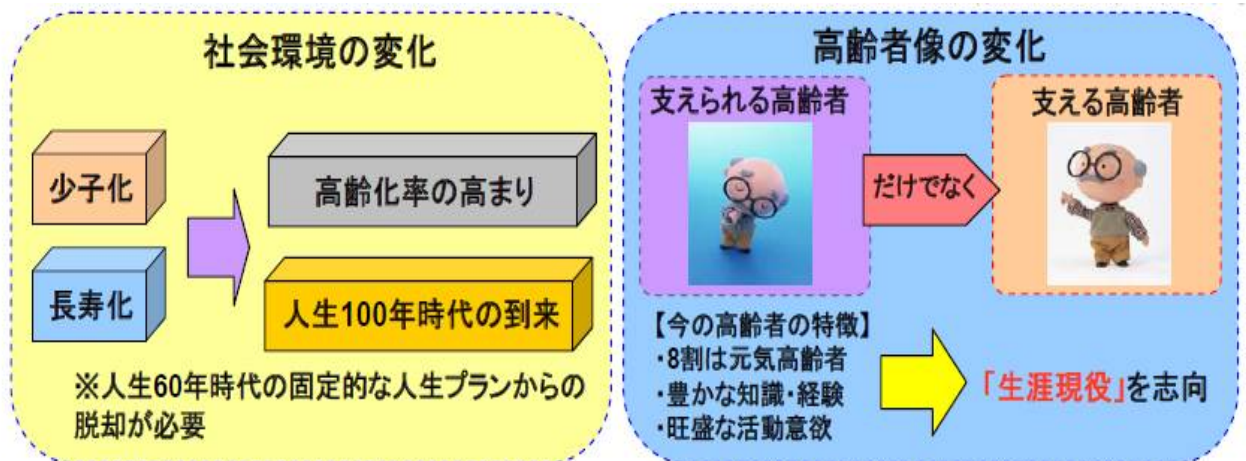 社会環境の変化
少子化
長寿化
高齢化率の高まり
人生100年時代の到来
※人生60年時代の固定的な人生プランからの
脱却が必要
高齢者像の変化
支えられる高齢者
だけでなく
支える高齢者
【今の高齢者の特徴】
・8割は元気高齢者
・豊かな知識・経験
・旺盛な活動意欲
「生涯現役」を志向